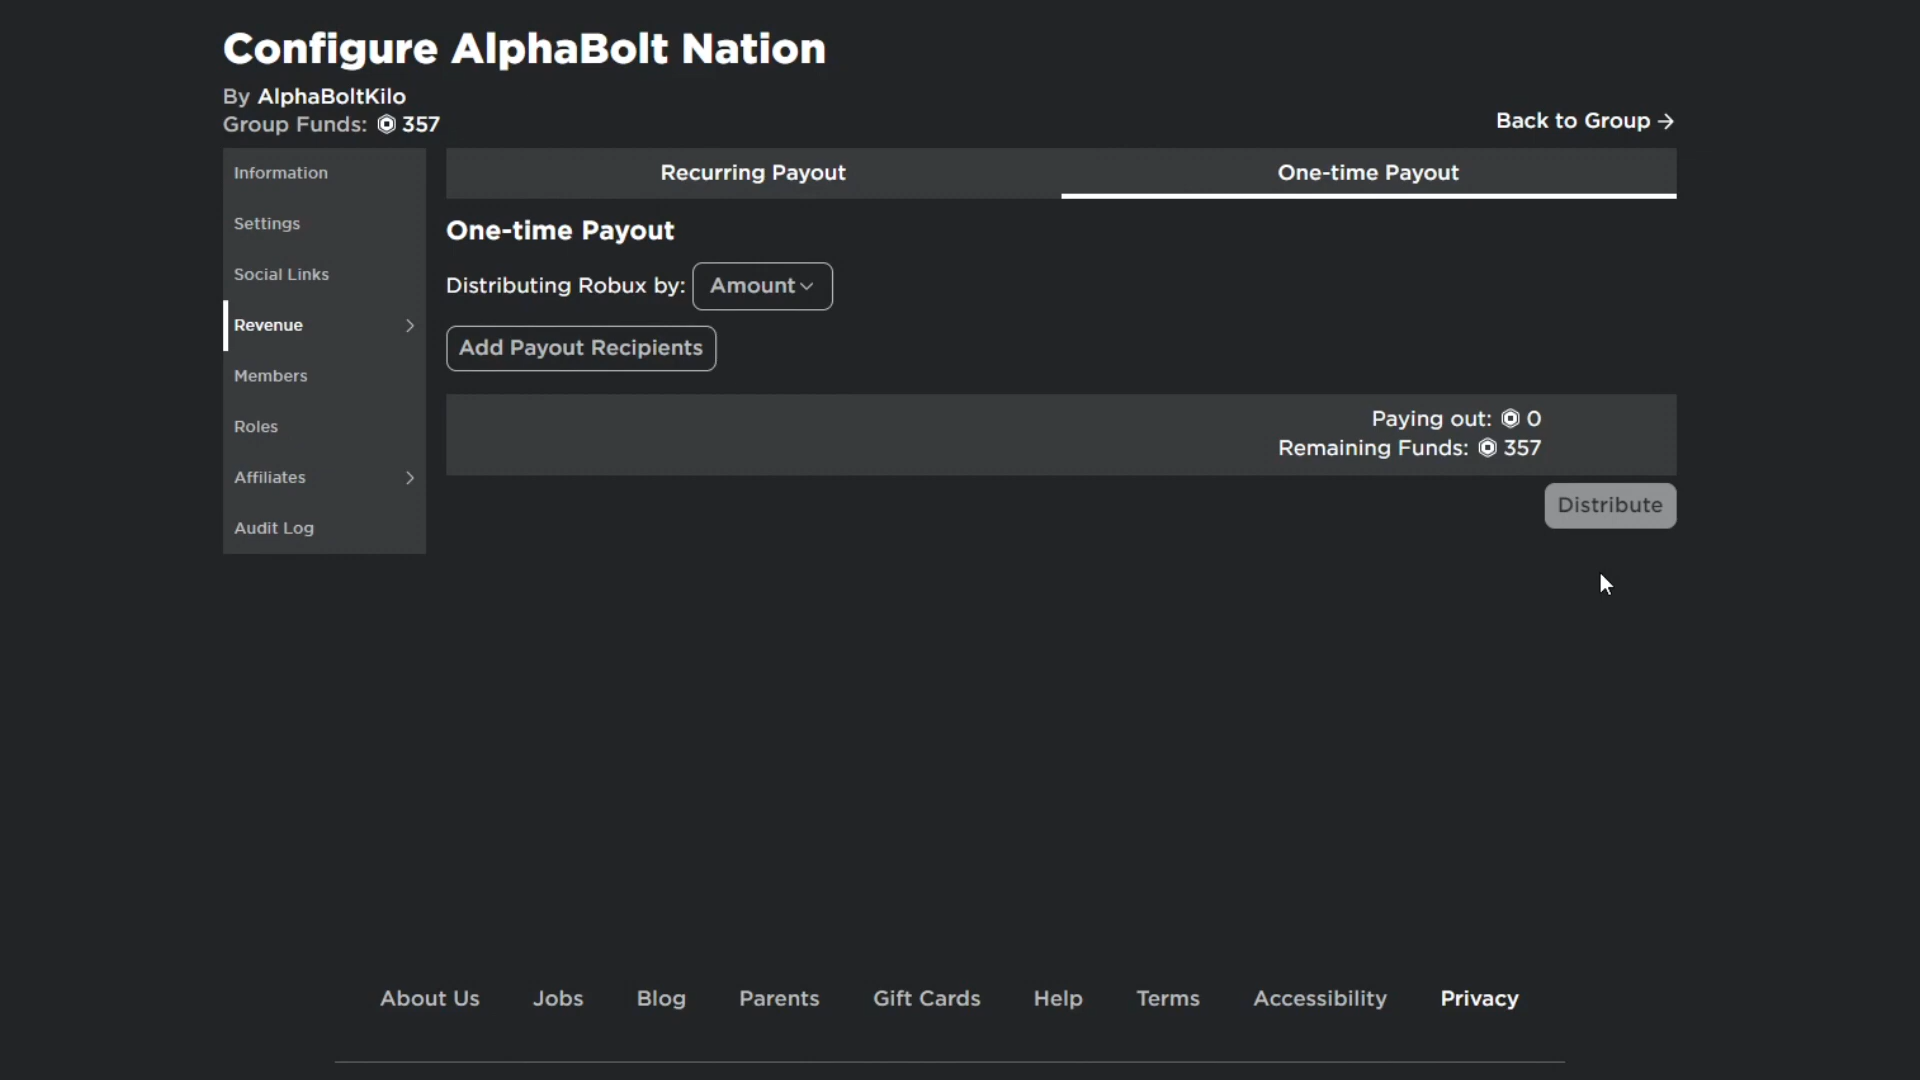 Configure AlphaBolt Nation
By AlphaBoltKilo
Group Funds: 357
Back to Group
Information
Settings
Social Links
Revenue
Members
Roles
Affiliates
Audit Log
Recurring Payout
One-time Payout
One-time Payout
Distributing Robux by: Amount
Add Payout Recipients
Paying out: 0
Remaining Funds: 357
Distribute
About Us Jobs Blog Parents Gift Cards Help Terms Accessibility Privacy